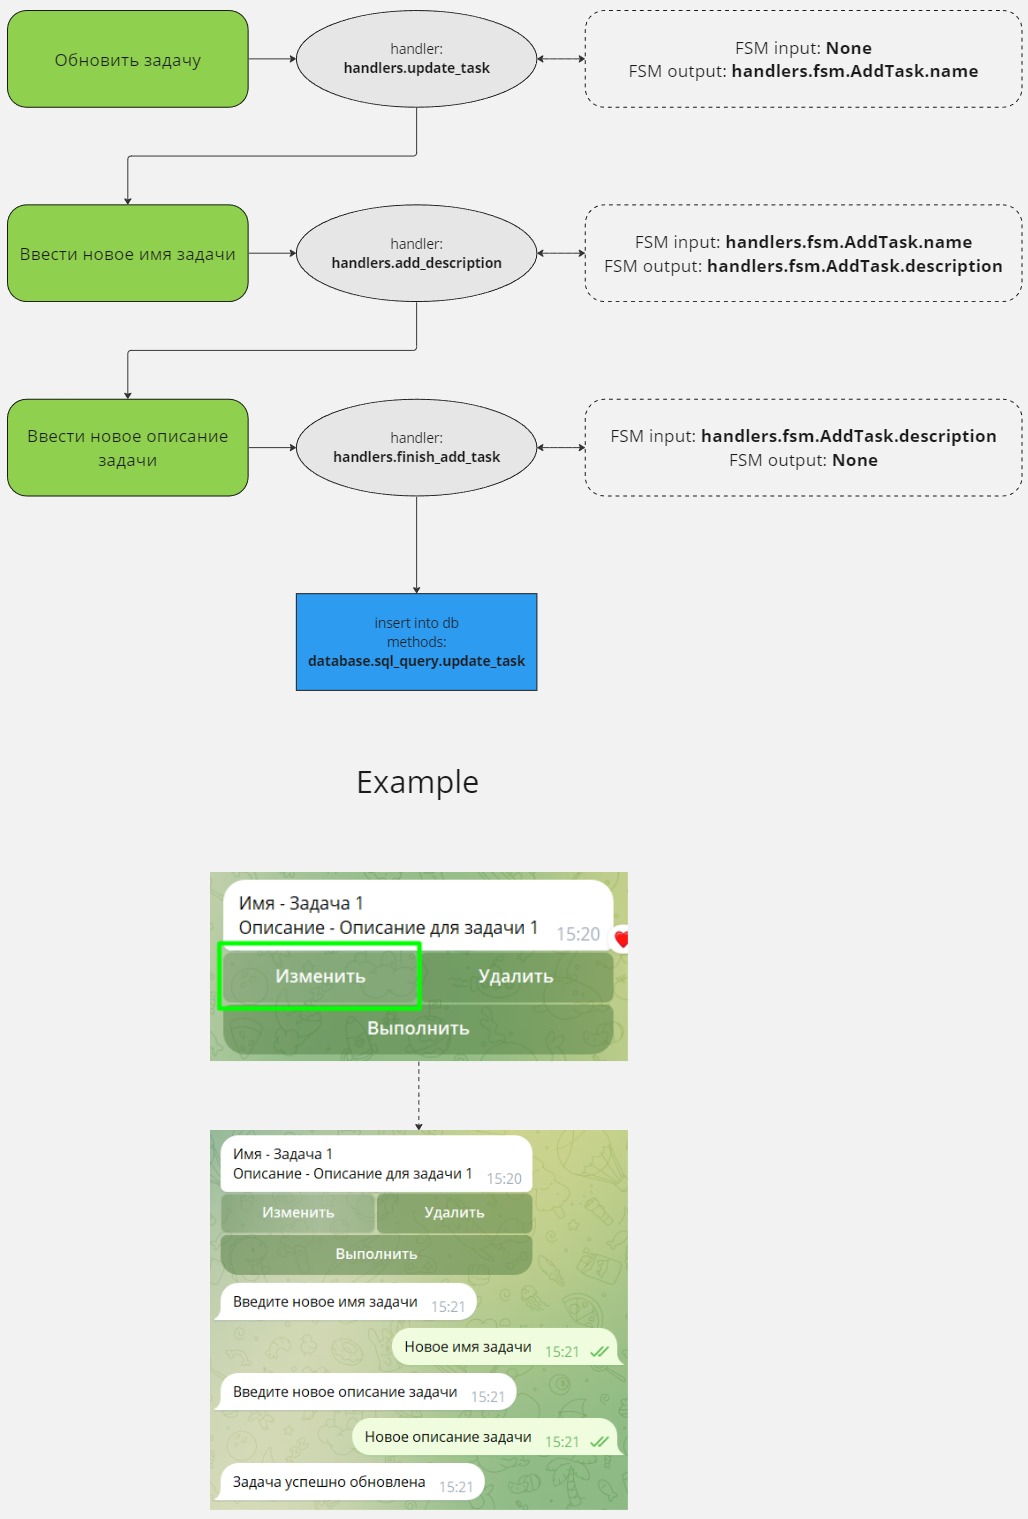 Обновить задачу
handler:
handlers.update_task
FSM input: None
FSM output: handlers.fsm.AddTask.name
Ввести новое имя задачи
handler:
handlers.add_description
FSM input: handlers.fsm.AddTask.name
FSM output: handlers.fsm.AddTask.description
Ввести новое описание
задачи
handler:
handlers.finish_add_task
FSM input: handlers.fsm.AddTask.description
FSM output: None
insert into db
methods:
database.sql_query.update_task
Example
Имя - Задача 1
Описание - Описание для задачи 1 15:20
Изменить Удалить
Выполнить
Имя - Задача 1
Описание - Описание для задачи 1 15:20
Изменить Удалить
Выполнить
Введите новое имя задачи 15:21
Новое имя задачи 15:21
Введите новое описание задачи 15:21
Новое описание задачи 15:21
Задача успешно обновлена 15:21